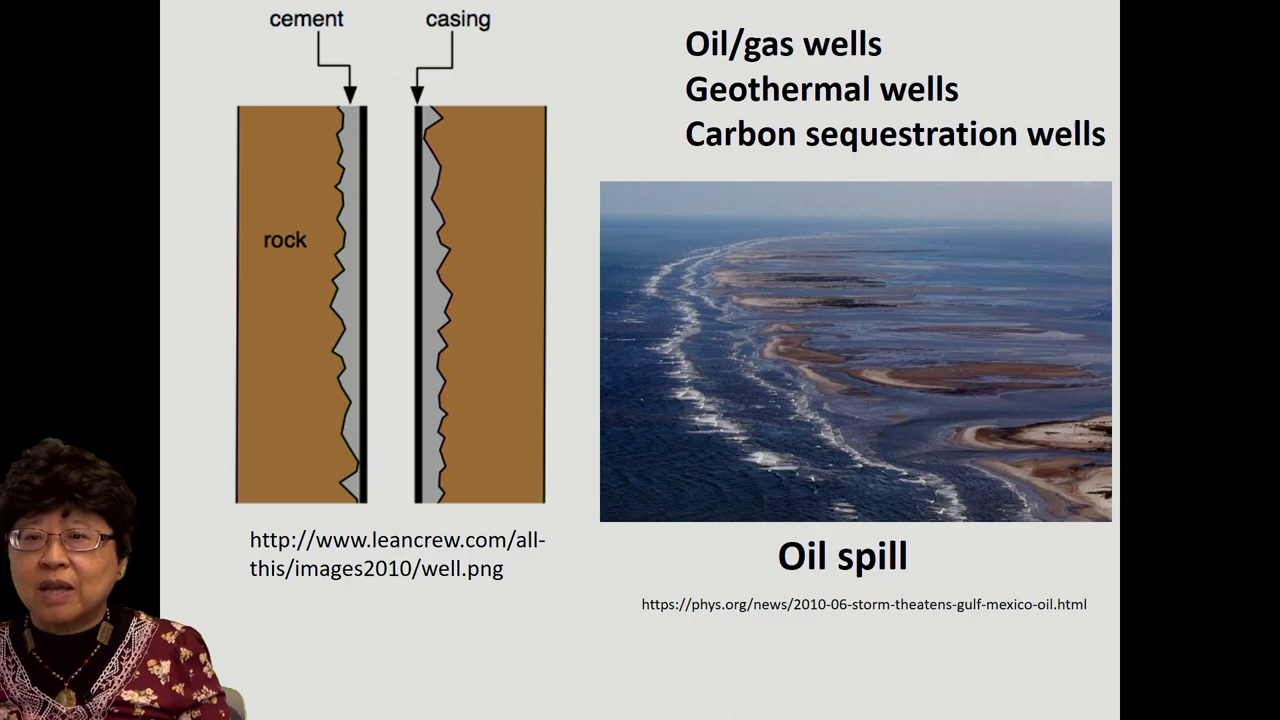 cement
casing
rock
http://www.leancrew.com/all-
this/images2010/well.png
Oil/gas wells
Geothermal wells
Carbon sequestration wells
Oil spill
https://phys.org/news/2010-06-storm-theatens-gulf-mexico-oil.html